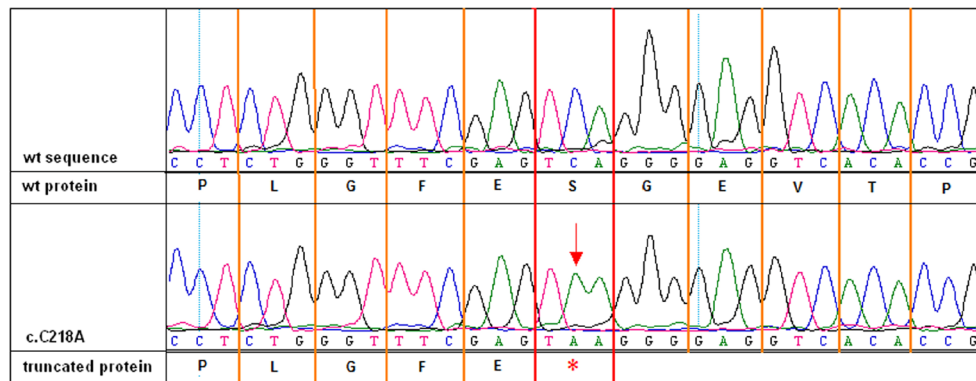 wt sequence C C T C T G G G T T T C G A G T C A G G G G A G G T C A C A C C G
wt protein P L G F E S G E V T P
c.C218A C C T C T G G G T T T C G A G T A A G G G G A G G T C A C A C C G
truncated protein P L G F E *